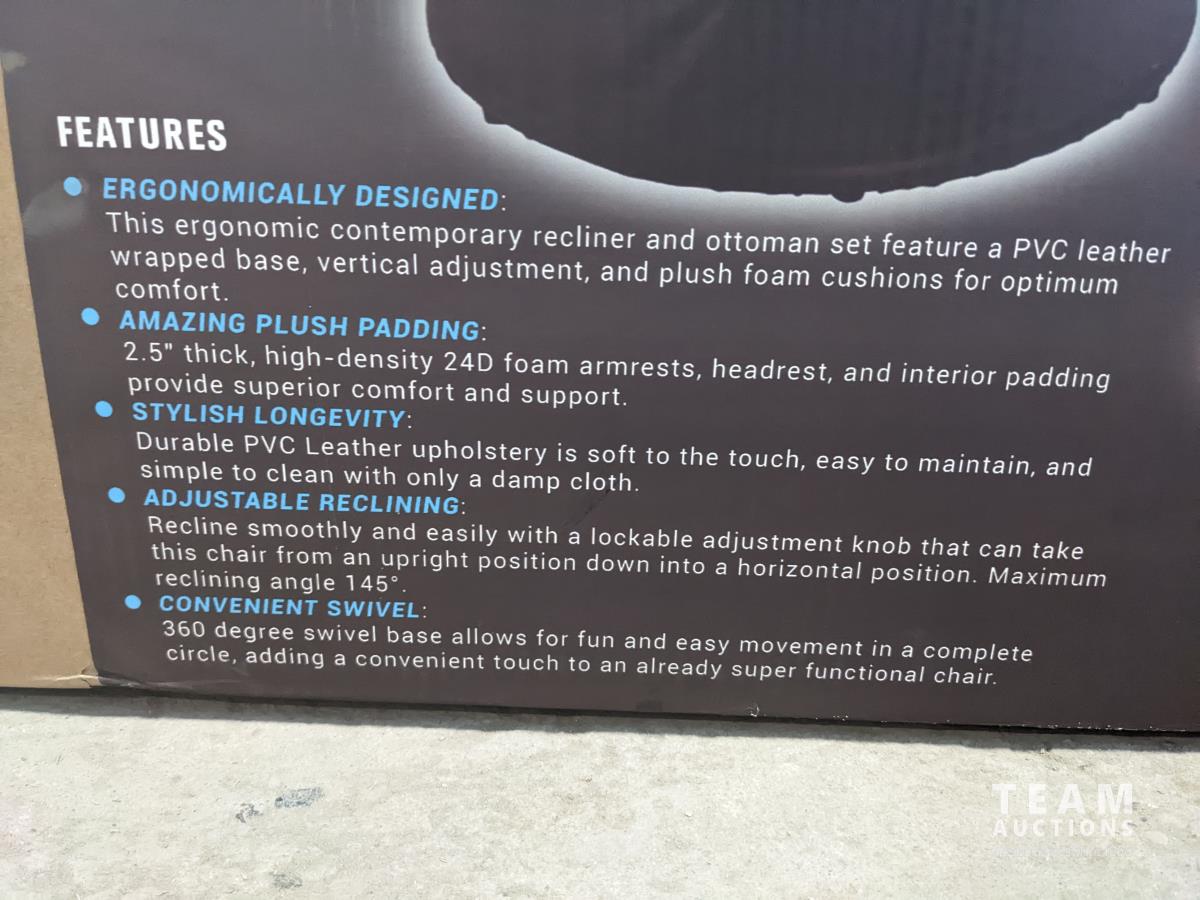 FEATURES
ERGONOMICALLY DESIGNED:
This ergonomic contemporary recliner and ottoman set feature a PVC leather
wrapped base, vertical adjustment, and plush foam cushions for optimum
comfort.
AMAZING PLUSH PADDING:
2.5" thick, high-density 24D foam armrests, headrest, and interior padding
provide superior comfort and support.
STYLISH LONGEVITY:
Durable PVC Leather upholstery is soft to the touch, easy to maintain, and
simple to clean with only a damp cloth.
ADJUSTABLE RECLINING:
Recline smoothly and easily with a lockable adjustment knob that can take
this chair from an upright position down into a horizontal position. Maximum
reclining angle 145°.
CONVENIENT SWIVEL:
360 degree swivel base allows for fun and easy movement in a complete
circle, adding a convenient touch to an already super functional chair.
TEAM
AUCTIONS